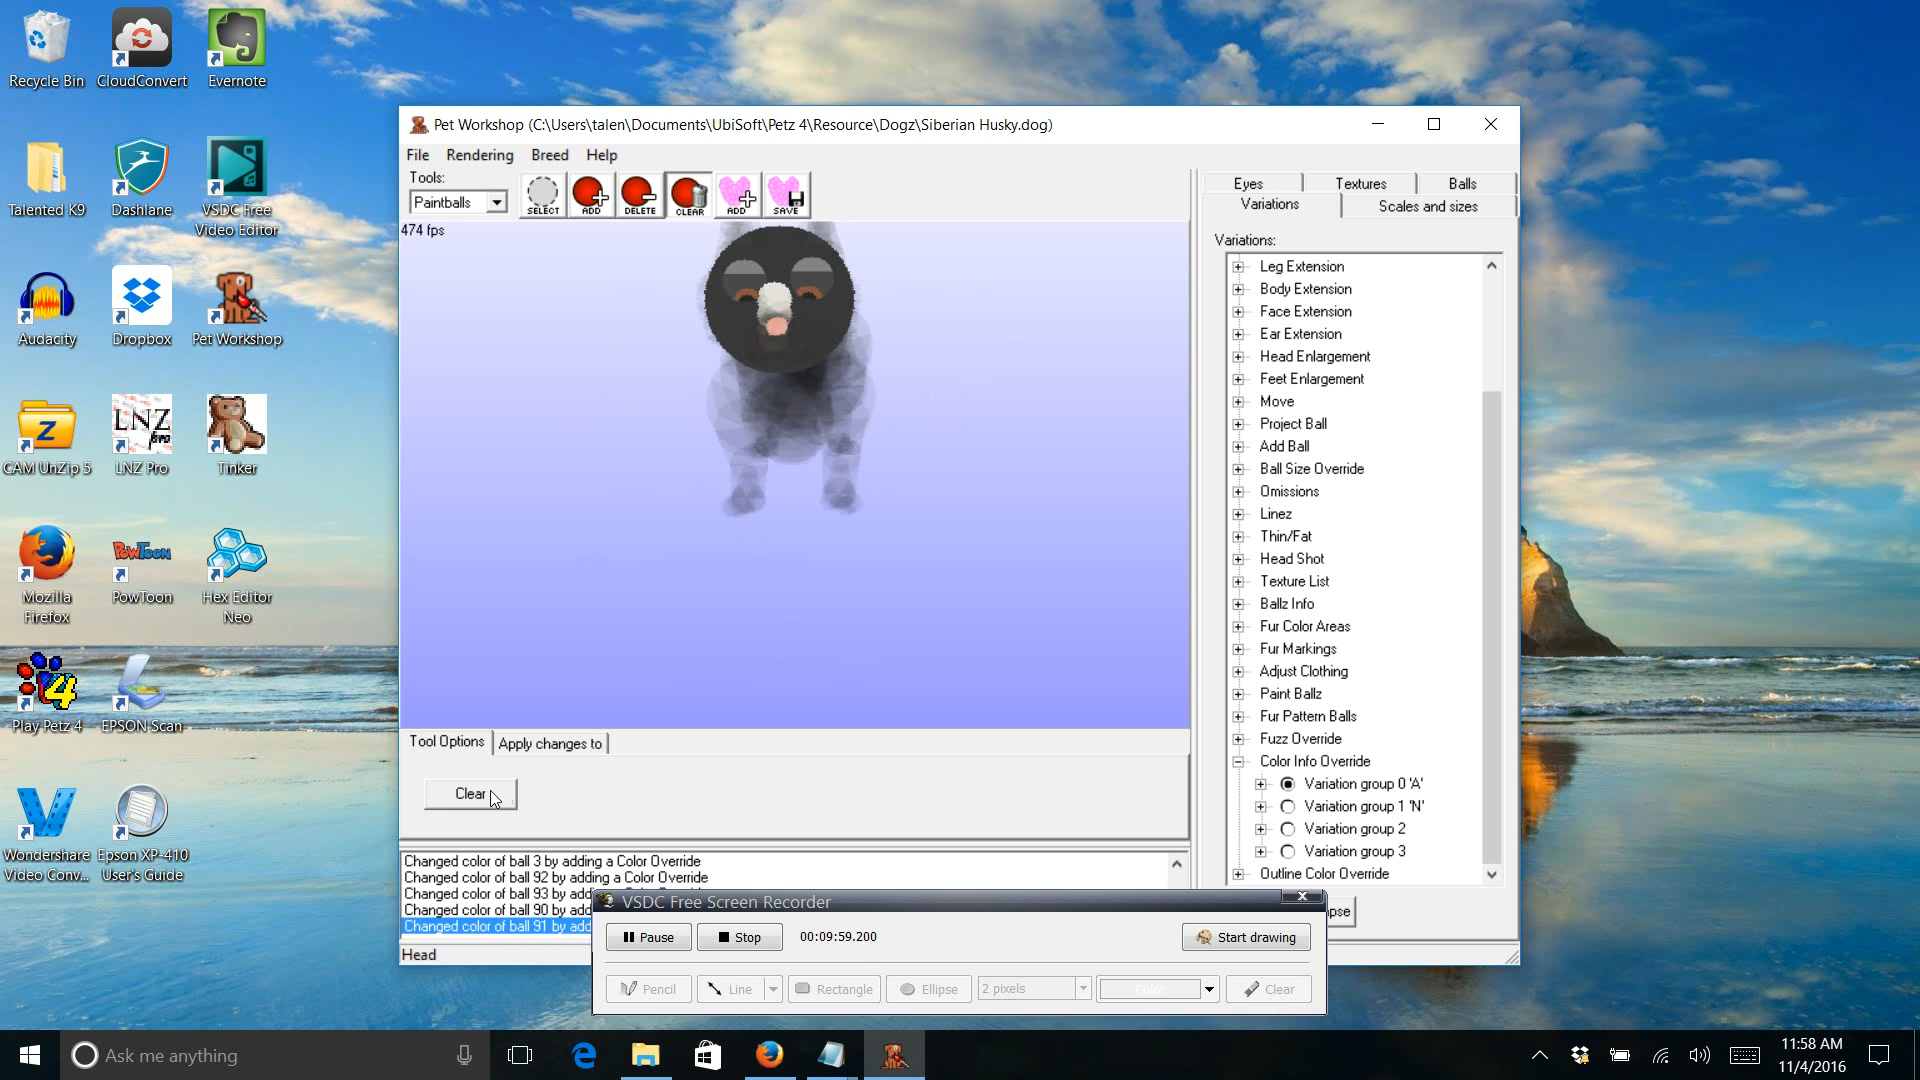 Recycle Bin
CloudConvert
Evernote
Talented K9
Dashlane
VSDC Free
Video Editor
Audacity
Dropbox
Pet Workshop
CAM UnZip 5
LNZ
pro
LNZ Pro
Tinker
Mozilla
Firefox
PowToon
PowToon
Hex Editor
Neo
4
Play Petz 4
EPSON Scan
Wondershare
Video Conv...
Epson XP-410
User's Guide
Pet Workshop (C:\Users\talen\Documents\UbiSoft\Petz 4\Resource\Dogz\Siberian Husky.dog)
File Rendering Breed Help
Tools:
Paintballs
SELECT ADD DELETE CLEAR ADD SAVE
474 fps
Eyes Textures Balls
Variations Scales and sizes
Variations:
Leg Extension
Body Extension
Face Extension
Ear Extension
Head Enlargement
Feet Enlargement
Move
Project Ball
Add Ball
Ball Size Override
Omissions
Linez
Thin/Fat
Head Shot
Texture List
Ballz Info
Fur Color Areas
Fur Markings
Adjust Clothing
Paint Ballz
Fur Pattern Balls
Fuzz Override
Color Info Override
Variation group 0 'A'
Variation group 1 'N'
Variation group 2
Variation group 3
Outline Color Override
pse
Tool Options Apply changes to
Clear
Changed color of ball 3 by adding a Color Override
Changed color of ball 92 by adding a Color Override
Changed color of ball 93 by adding a Color Override
Changed color of ball 90 by add
Changed color of ball 91 by add
Head
VSDC Free Screen Recorder
Pause Stop 00:09:59.200 Start drawing
Pencil Line Rectangle Ellipse 2 pixels Color Clear
Ask me anything
11:58 AM
11/4/2016